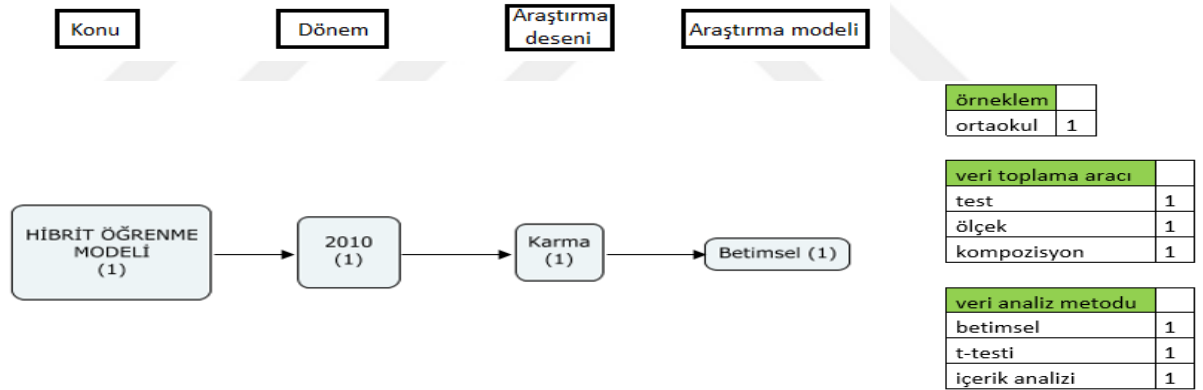 Konu
Dönem
Araştırma
deseni
Araştırma modeli
HİBRİT ÖĞRENME
MODELİ
(1)
2010
(1)
Karma
(1)
Betimsel (1)
örneklem
ortaokul 1
veri toplama aracı
test 1
ölçek 1
kompozisyon 1
veri analiz metodu
betimsel 1
t-testi 1
içerik analizi 1